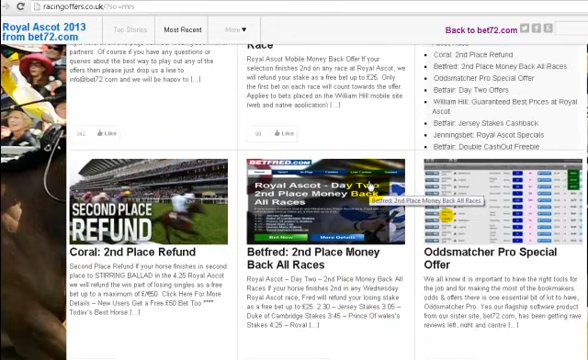 racingoffers.co.uk/?so=mrs
Royal Ascot 2013
from bet72.com
Top Stories
Most Recent
More
Back to bet72.com
partners. Of course if you have any questions or
queries about the best way to play out any of the
offers then please just drop us a line to
info@bet72.com and we will be happy to [...]
Like
Race
Royal Ascot Mobile Money Back Offer If your
selection finishes 2nd on any race at Royal Ascot, we
will refund your stake as a free bet up to £25. Only
the first bet on each race will count towards the offer.
Applies to bets placed on the William Hill mobile site
(web and native application) [...]
Like
Coral: 2nd Place Refund
Betfred: 2nd Place Money Back All Races
Oddsmatcher Pro Special Offer
Betfair: Day Two Offers
William Hill: Guaranteed Best Prices at Royal
Ascot
Betfair: Jersey Stakes Cashback
Jenningsbet: Royal Ascot Specials
Betfair: Double CashOut Freebie
SECOND PLACE
REFUND
Coral: 2nd Place Refund
Second Place Refund If your horse finishes in second
place to STIRRING BALLAD in the 4.25 Royal Ascot
we will refund the win part of losing singles as a free
bet up to a maximum of £/€50. Click Here For More
Details – New Users Get a Free £50 Bet Too ****
Today's Best Horse [...]
BETFRED.COM
Royal Ascot - Day Two
2nd Place Money Back
All Races
Bet Now
More Details
Betfred: 2nd Place Money Back All Races
Betfred: 2nd Place Money
Back All Races
Royal Ascot – Day Two – 2nd Place Money Back All
Races If your horse finishes 2nd in any Wednesday
Royal Ascot race, Fred will refund your losing stake
as a free bet up to £25 2:30 – Jersey Stakes 3:05 –
Duke of Cambridge Stakes 3:45 – Prince Of wales's
Stakes 4:25 – Royal [...]
Oddsmatcher Pro Special
Offer
We all know it is important to have the right tools for
the job and for making the most of the bookmakers
odds & offers there is one essential bit of kit to have,
Oddsmatcher Pro. Our flagship software product
from our sister site, bet72.com, has been getting rave
reviews left, right and centre [...]